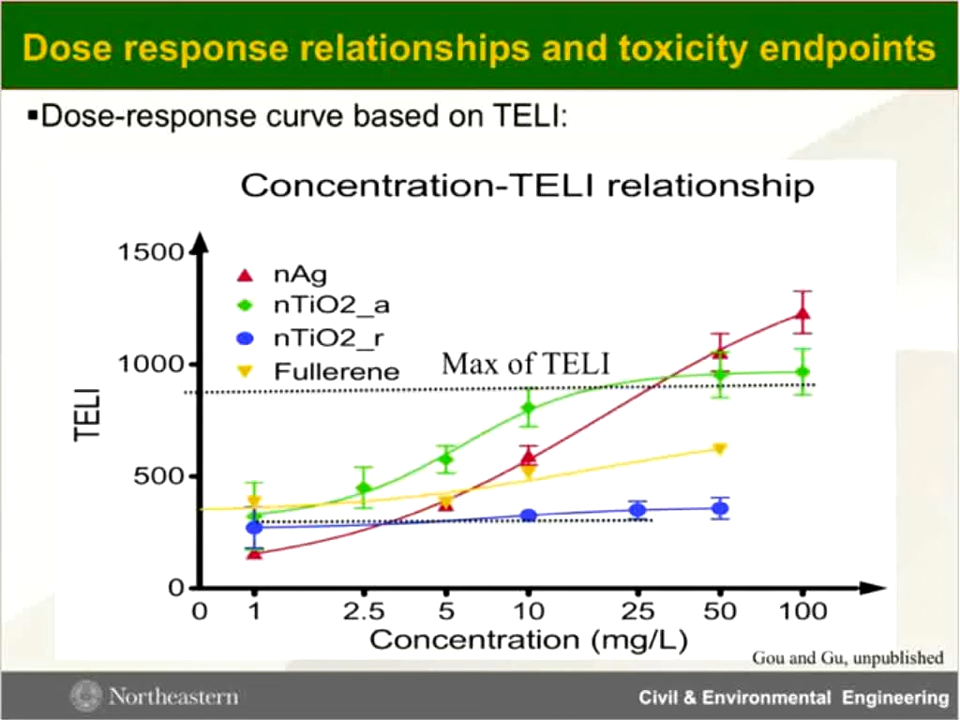 Dose response relationships and toxicity endpoints
▪Dose-response curve based on TELI:
Concentration-TELI relationship
1500
nAg
nTiO2_a
nTiO2_r
Fullerene
Max of TELI
1000
TELI
500
0
0 1 2.5 5 10 25 50 100
Concentration (mg/L)
Gou and Gu, unpublished
Northeastern
Civil & Environmental Engineering